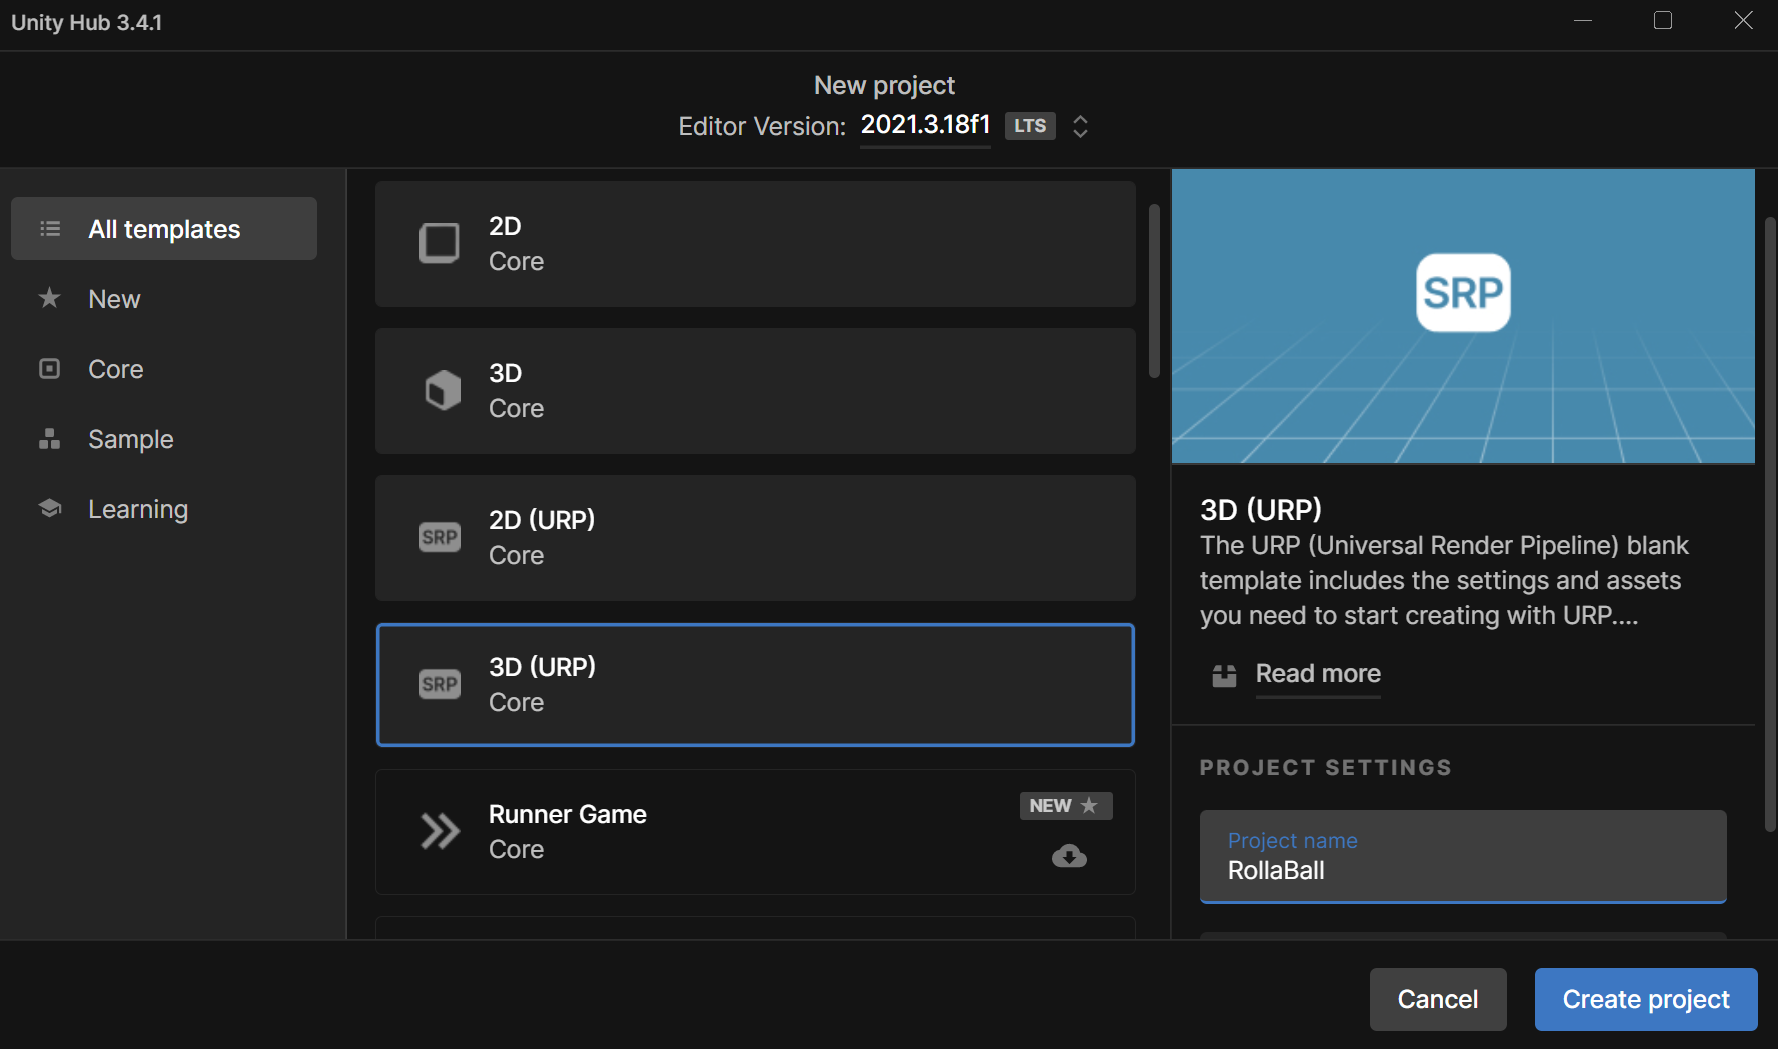 Unity Hub 3.4.1
New project
Editor Version: 2021.3.18f1 LTS
All templates
New
Core
Sample
Learning
2D
Core
3D
Core
SRP
2D (URP)
Core
SRP
3D (URP)
Core
Runner Game
Core
NEW
SRP
3D (URP)
The URP (Universal Render Pipeline) blank
template includes the settings and assets
you need to start creating with URP....
Read more
PROJECT SETTINGS
Project name
RollaBall
Cancel
Create project